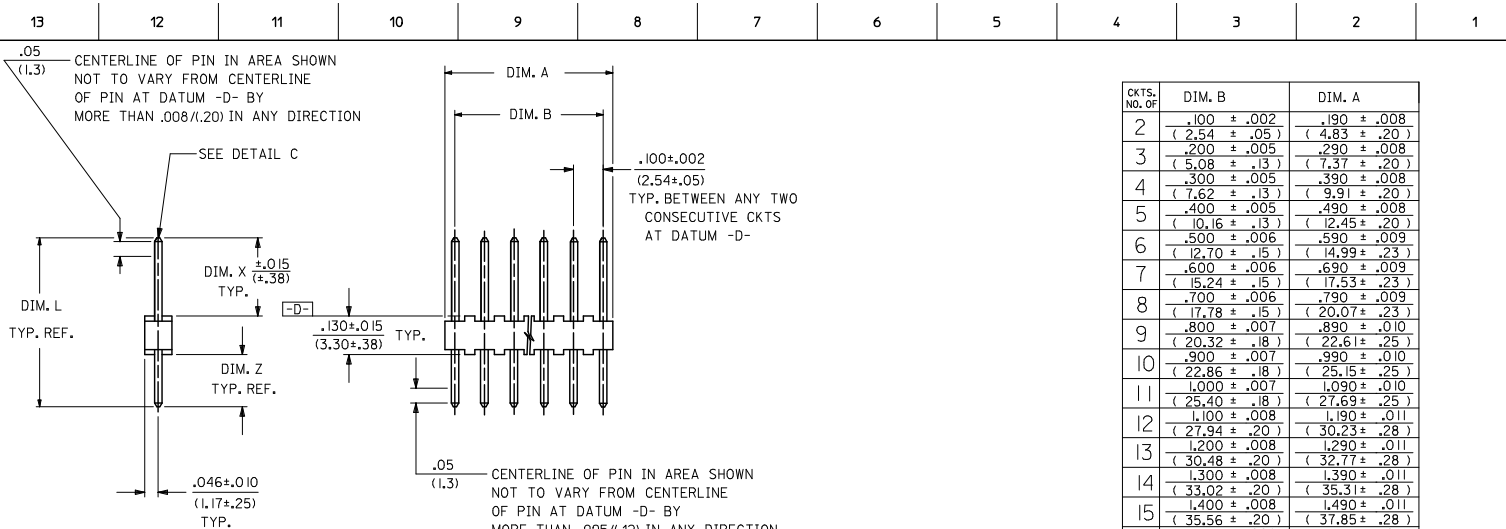 13 12 11 10 9 8 7 6 5 4 3 2 1
.05
(1.3)
CENTERLINE OF PIN IN AREA SHOWN
NOT TO VARY FROM CENTERLINE
OF PIN AT DATUM -D- BY
MORE THAN .008/(.20) IN ANY DIRECTION
SEE DETAIL C
DIM. A
DIM. B
.100±.002
(2.54±.05)
TYP. BETWEEN ANY TWO
CONSECUTIVE CKTS
AT DATUM -D-
DIM. X ±.015
(±.38)
TYP.
DIM. L
TYP. REF.
-D-
.130±.015
(3.30±.38)
TYP.
DIM. Z
TYP. REF.
.046±.010
(1.17±.25)
TYP.
.05
(1.3)
CENTERLINE OF PIN IN AREA SHOWN
NOT TO VARY FROM CENTERLINE
OF PIN AT DATUM -D- BY
MORE THAN .005/(.13) IN ANY DIRECTION
CKTS.
NO. OF
DIM. B DIM. A
2 .100 ± .002 .190 ± .008
( 2.54 ± .05 ) ( 4.83 ± .20 )
3 .200 ± .005 .290 ± .008
( 5.08 ± .13 ) ( 7.37 ± .20 )
4 .300 ± .005 .390 ± .008
( 7.62 ± .13 ) ( 9.91 ± .20 )
5 .400 ± .005 .490 ± .008
( 10.16 ± .13 ) ( 12.45 ± .20 )
6 .500 ± .006 .590 ± .009
( 12.70 ± .15 ) ( 14.99 ± .23 )
7 .600 ± .006 .690 ± .009
( 15.24 ± .15 ) ( 17.53 ± .23 )
8 .700 ± .006 .790 ± .009
( 17.78 ± .15 ) ( 20.07 ± .23 )
9 .800 ± .007 .890 ± .010
( 20.32 ± .18 ) ( 22.61 ± .25 )
10 .900 ± .007 .990 ± .010
( 22.86 ± .18 ) ( 25.15 ± .25 )
11 1.000 ± .007 1.090 ± .010
( 25.40 ± .18 ) ( 27.69 ± .25 )
12 1.100 ± .008 1.190 ± .011
( 27.94 ± .20 ) ( 30.23 ± .28 )
13 1.200 ± .008 1.290 ± .011
( 30.48 ± .20 ) ( 32.77 ± .28 )
14 1.300 ± .008 1.390 ± .011
( 33.02 ± .20 ) ( 35.31 ± .28 )
15 1.400 ± .008 1.490 ± .011
( 35.56 ± .20 ) ( 37.85 ± .28 )